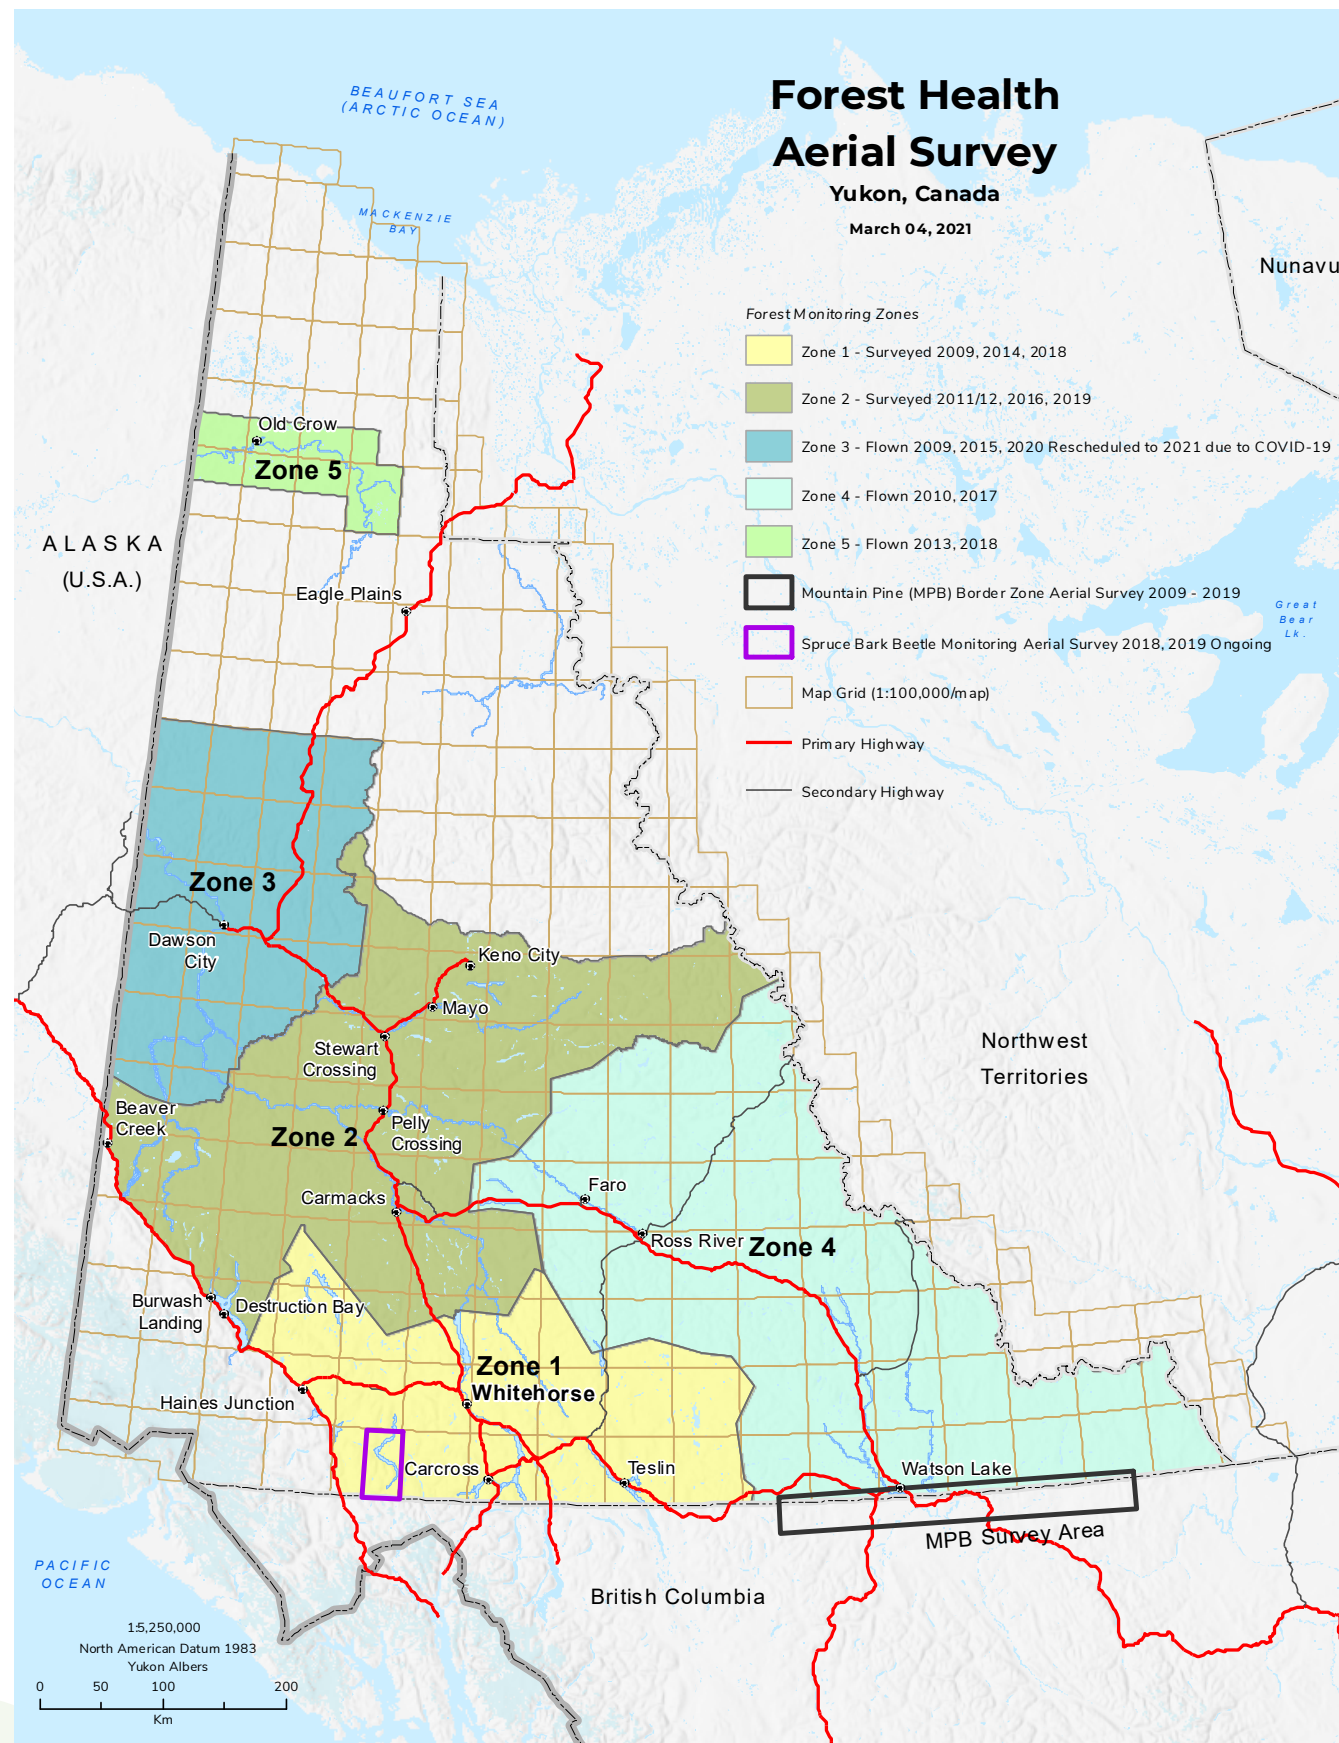 Forest Health
Aerial Survey
Yukon, Canada
March 04, 2021
BEAUFORT SEA
(ARCTIC OCEAN)
MACKENZIE
BAY
Nunavu
Forest Monitoring Zones
Zone 1 - Surveyed 2009, 2014, 2018
Zone 2 - Surveyed 2011/12, 2016, 2019
Zone 3 - Flown 2009, 2015, 2020 Rescheduled to 2021 due to COVID-19
Zone 4 - Flown 2010, 2017
Zone 5 - Flown 2013, 2018
Mountain Pine (MPB) Border Zone Aerial Survey 2009 - 2019
Spruce Bark Beetle Monitoring Aerial Survey 2018, 2019 Ongoing
Map Grid (1:100,000/map)
Primary Highway
Secondary Highway
Great
Bear
Lk.
Old Crow
Zone 5
ALASKA
(U.S.A.)
Eagle Plains
Zone 3
Dawson
City
Keno City
Mayo
Stewart
Crossing
Northwest
Territories
Beaver
Creek
Pelly
Crossing
Zone 2
Carmacks
Faro
Ross River
Zone 4
Burwash
Landing
Destruction Bay
Zone 1
Whitehorse
Haines Junction
Carcross
Teslin
Watson Lake
MPB Survey Area
PACIFIC
OCEAN
British Columbia
1:5,250,000
North American Datum 1983
Yukon Albers
0 50 100 200
Km